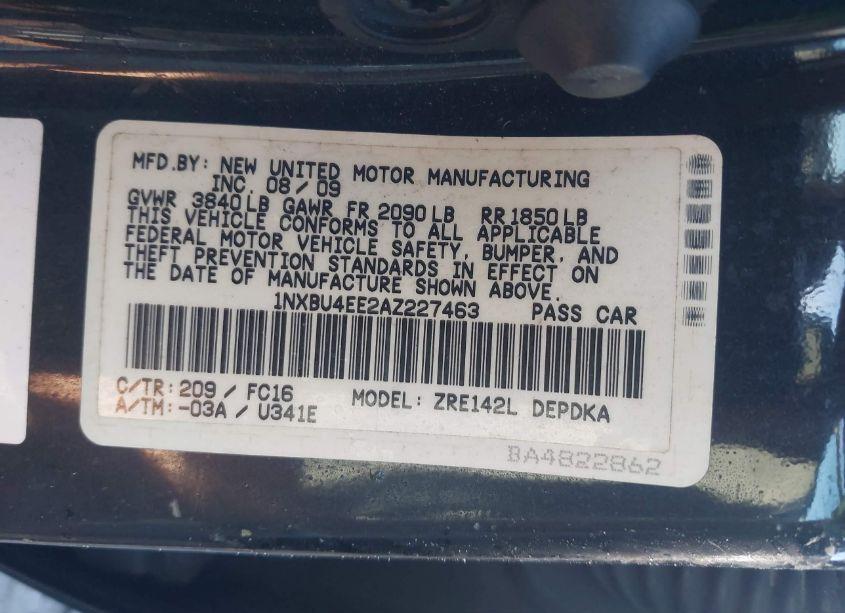 MFD.BY: NEW UNITED MOTOR MANUFACTURING
INC. 08/09
GVWR 3840LB GAWR FR 2090LB RR 1850LB
THIS VEHICLE CONFORMS TO ALL APPLICABLE
FEDERAL MOTOR VEHICLE SAFETY, BUMPER, AND
THEFT PREVENTION STANDARDS IN EFFECT ON
THE DATE OF MANUFACTURE SHOWN ABOVE.
1NXBU4EE2AZ227463 PASS CAR
C/TR: 209 / FC16 MODEL: ZRE142L DEPDKA
A/TM: -03A / U341E
BA4822862